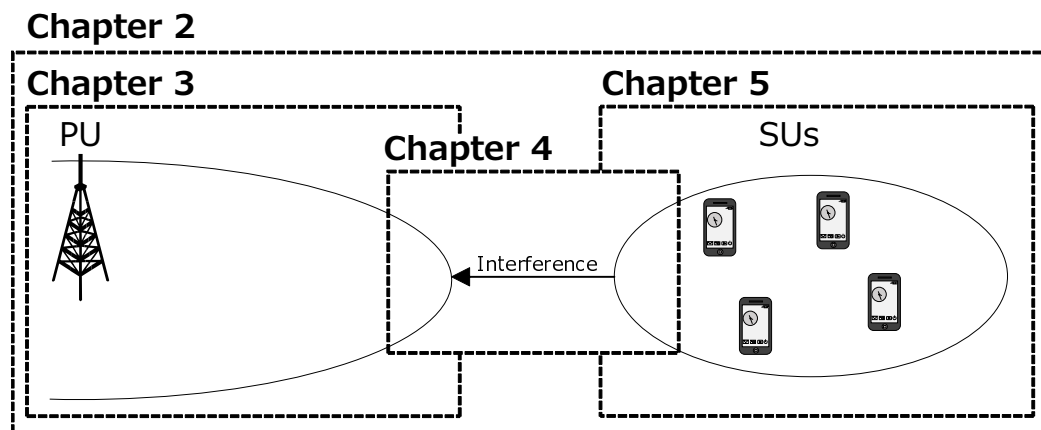 Chapter 2
Chapter 3
Chapter 5
PU
SUs
Chapter 4
Interference